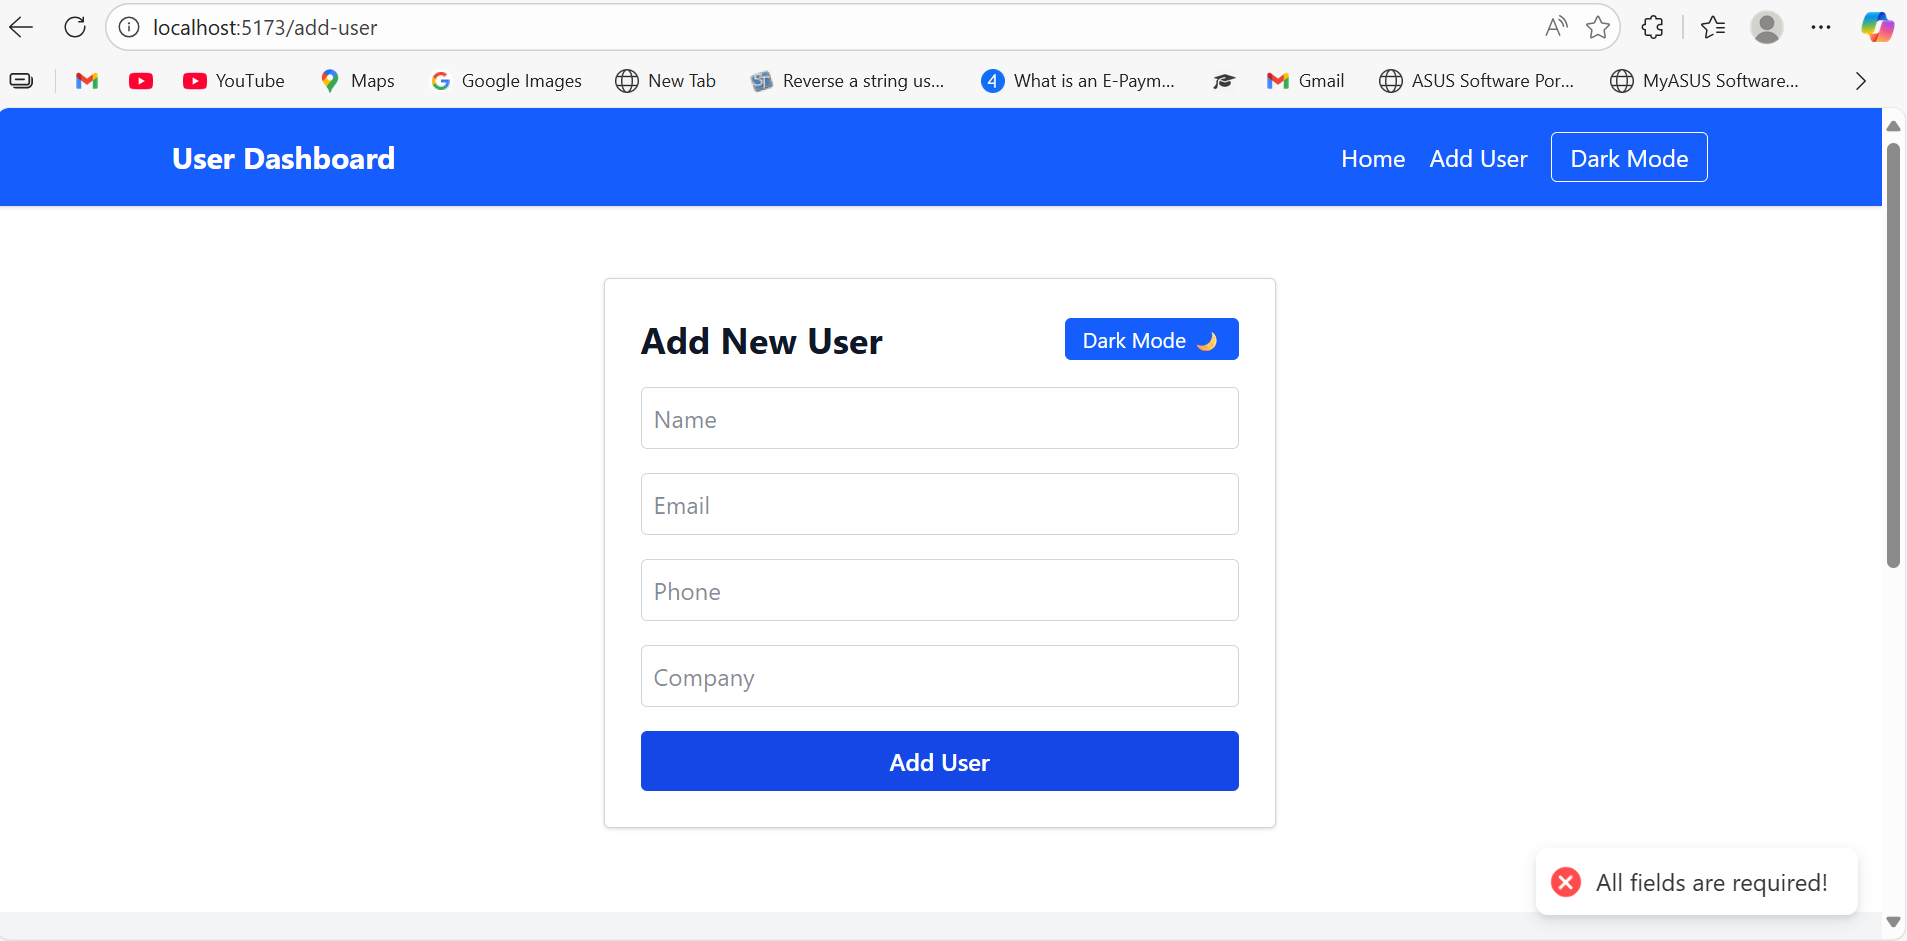 localhost:5173/add-user
YouTube Maps Google Images New Tab Reverse a string us... 4 What is an E-Paym... Gmail ASUS Software Por... MyASUS Software...
User Dashboard Home Add User Dark Mode
Add New User Dark Mode 🌙
Name
Email
Phone
Company
Add User
All fields are required!